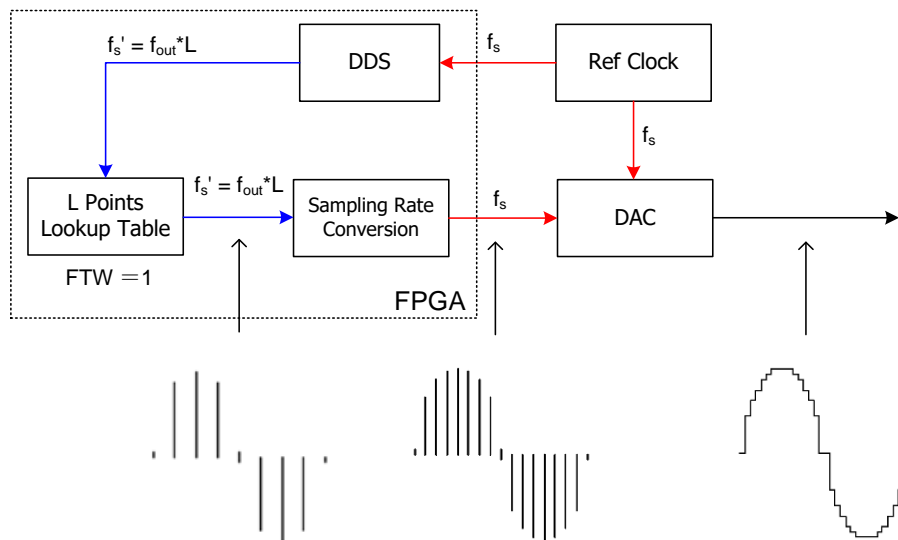 fs' = fout*L
DDS
fs
Ref Clock
fs
L Points
Lookup Table
fs' = fout*L
Sampling Rate
Conversion
fs
DAC
FTW =1
FPGA